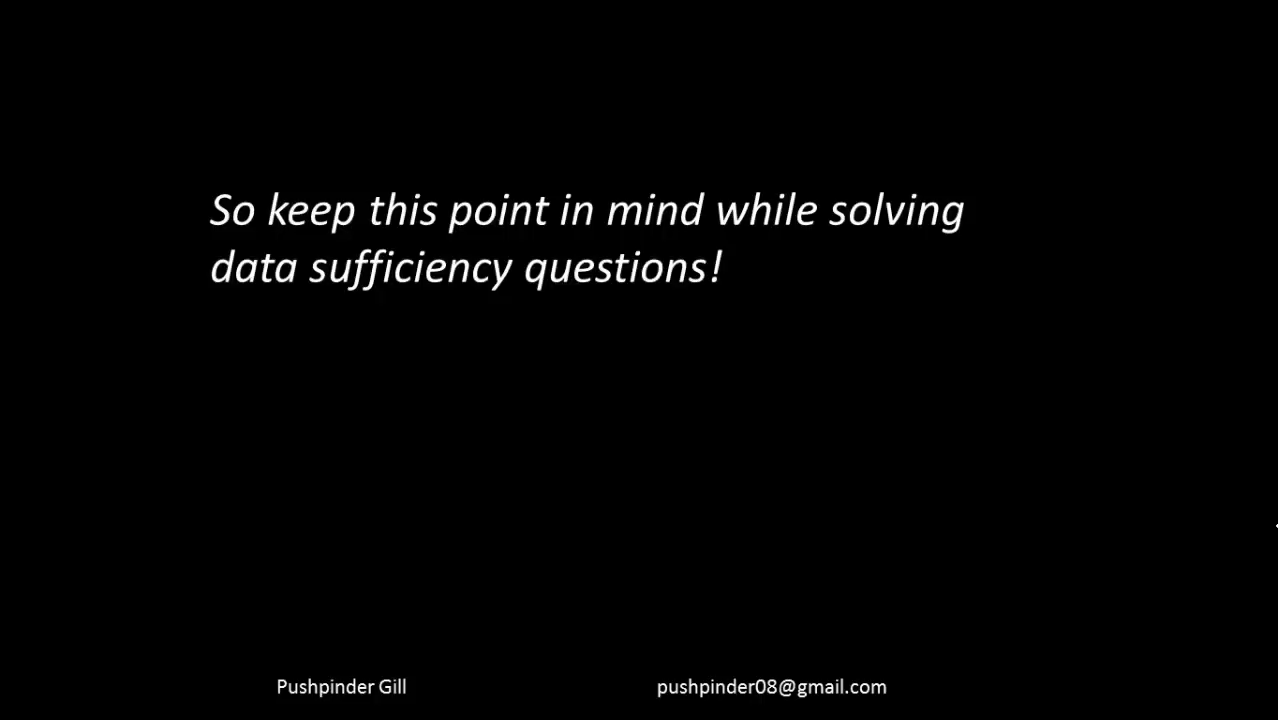 So keep this point in mind while solving
data sufficiency questions!
Pushpinder Gill
pushpinder08@gmail.com